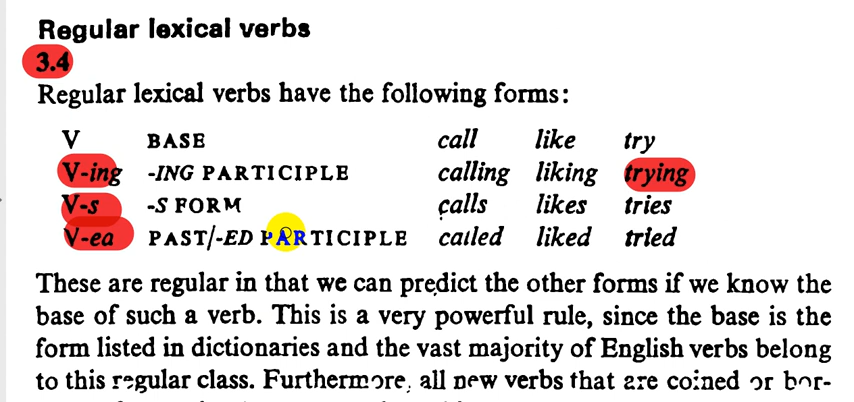 Regular lexical verbs
3.4
Regular lexical verbs have the following forms:
V BASE call like try
V-ing -ING PARTICIPLE calling liking trying
V-s -S FORM calls likes tries
V-ed PAST/-ED PARTICIPLE called liked tried
These are regular in that we can predict the other forms if we know the
base of such a verb. This is a very powerful rule, since the base is the
form listed in dictionaries and the vast majority of English verbs belong
to this regular class. Furthermore, all new verbs that are coined or bor-